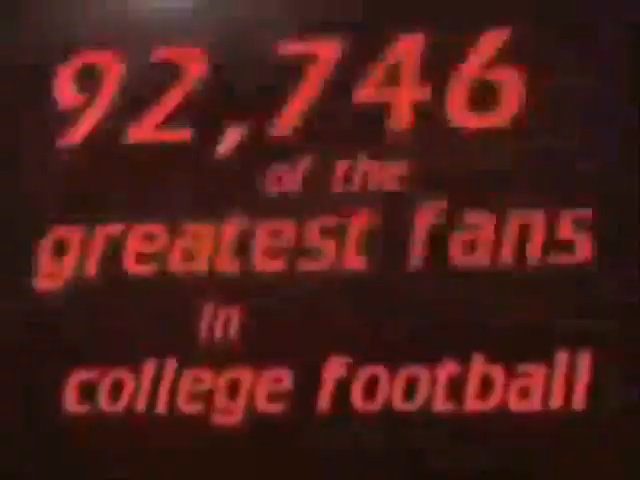 92,746
of the
greatest fans
in
college football